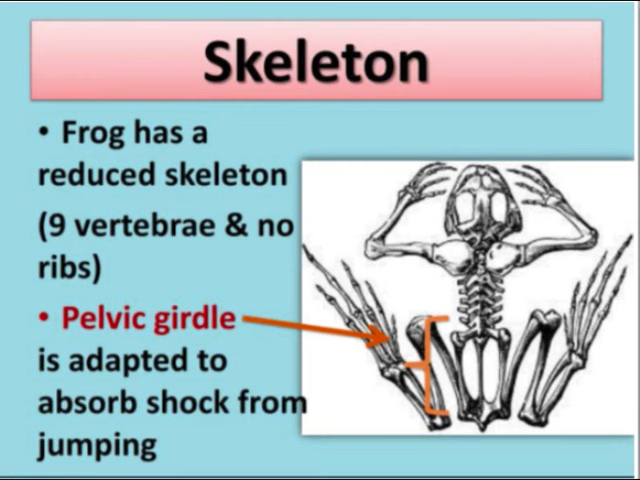 Skeleton
• Frog has a
reduced skeleton
(9 vertebrae & no
ribs)
• Pelvic girdle
is adapted to
absorb shock from
jumping